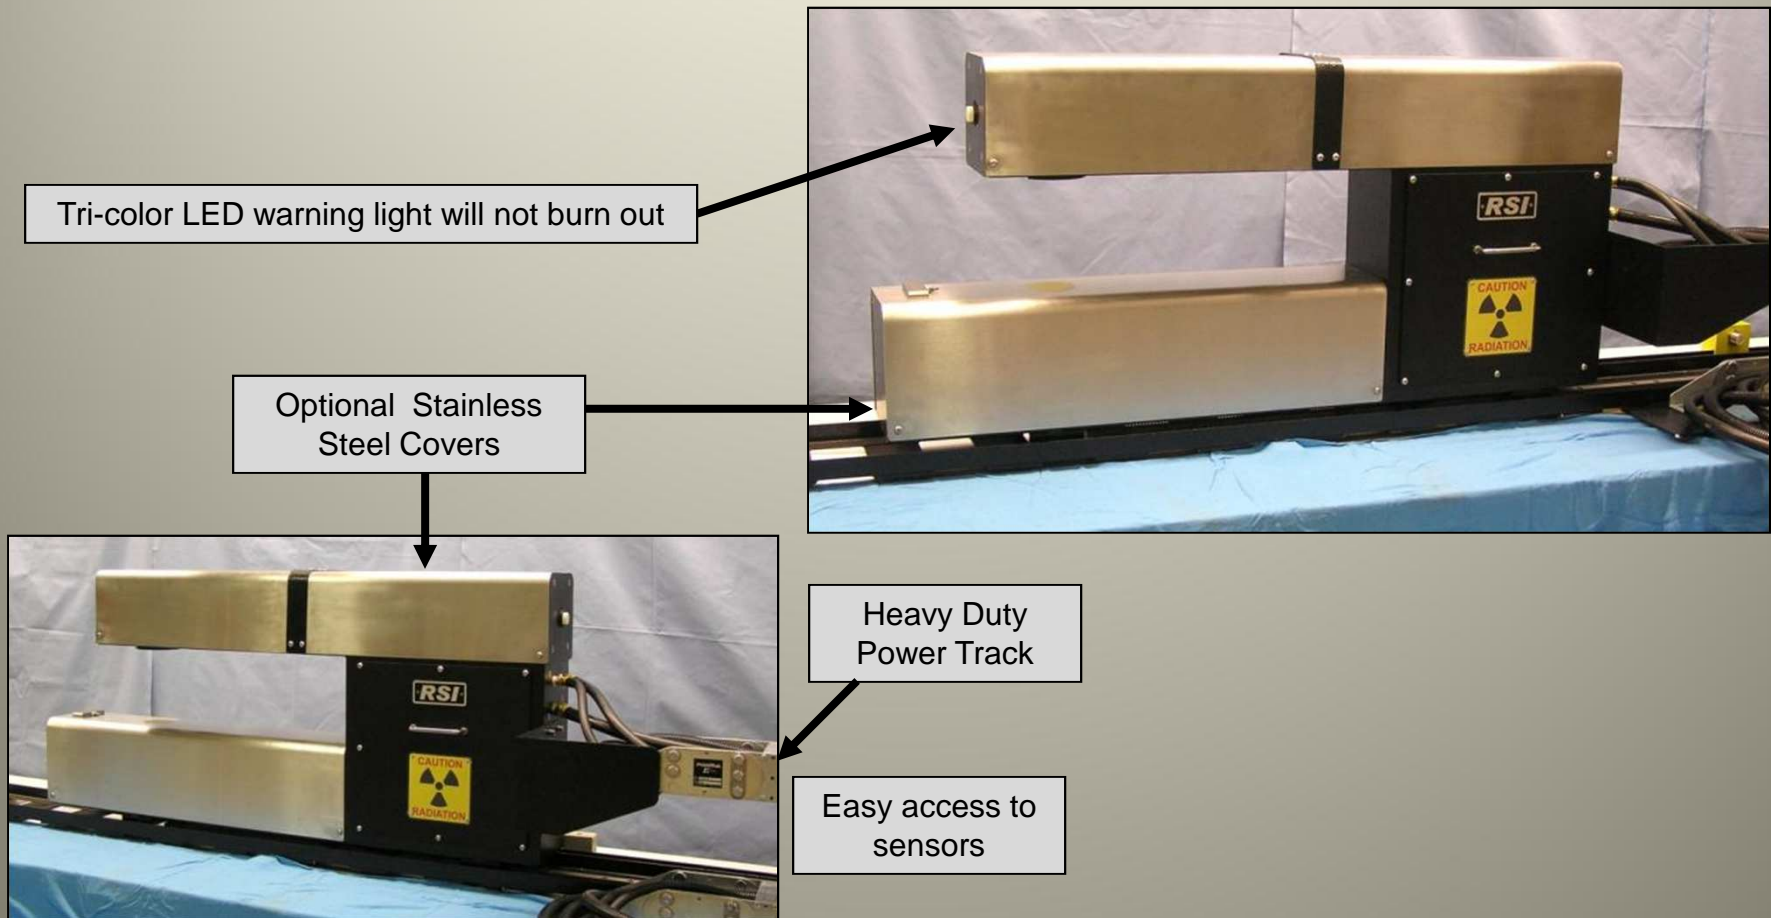 RSI
CAUTION
RADIATION
Tri-color LED warning light will not burn out
Optional  Stainless
Steel Covers
RSI
CAUTION
RADIATION
Heavy Duty
Power Track
Easy access to
sensors